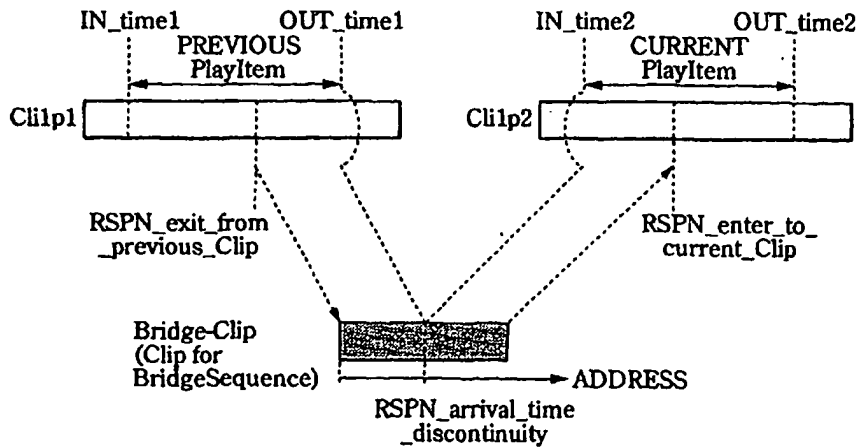 IN_time1
OUT_time1
IN_time2
OUT_time2
PREVIOUS
PlayItem
CURRENT
PlayItem
Cli1p1
Cli1p2
RSPN_exit_from
_previous_Clip
RSPN_enter_to_
current_Clip
Bridge-Clip
(Clip for
BridgeSequence)
ADDRESS
RSPN_arrival_time
_discontinuity